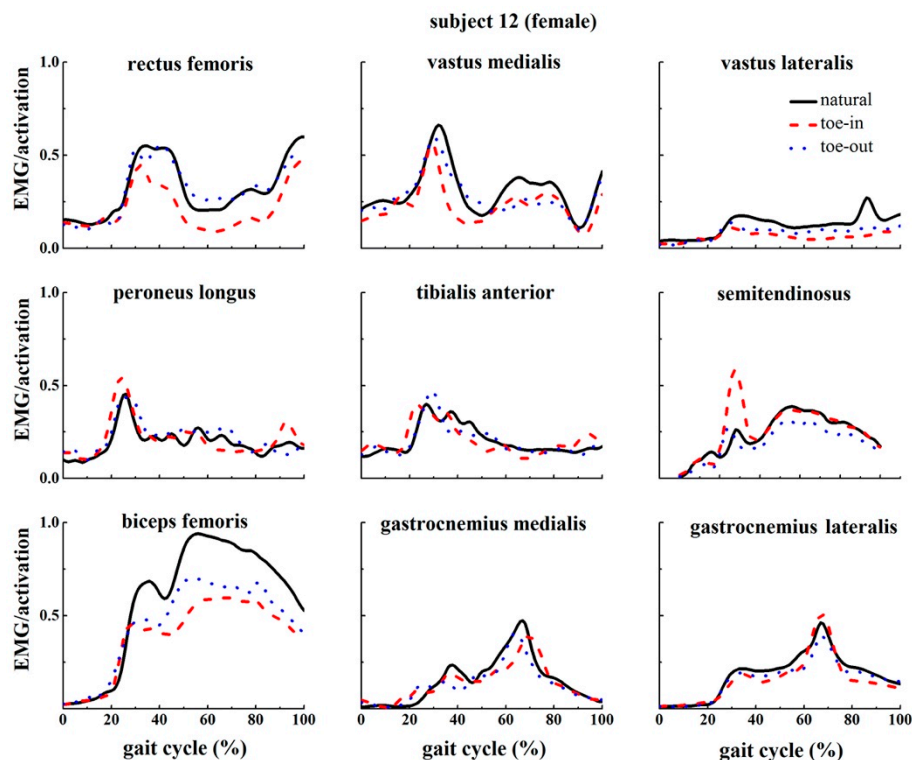 subject 12 (female)
rectus femoris
vastus medialis
vastus lateralis
natural
toe-in
toe-out
EMG/activation
1.0
0.5
0.0
peroneus longus
tibialis anterior
semitendinosus
EMG/activation
1.0
0.5
0.0
biceps femoris
gastrocnemius medialis
gastrocnemius lateralis
EMG/activation
1.0
0.5
0 20 40 60 80 100
0 20 40 60 80 100
0 20 40 60 80 100
gait cycle (%)
gait cycle (%)
gait cycle (%)